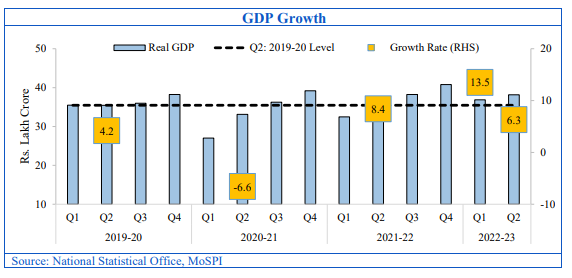 GDP Growth
Real GDP Q2: 2019-20 Level Growth Rate (RHS)
50 20
40 10
30 0
20
10 -10
Rs. Lakh Crore
4.2 -6.6 8.4 13.5 6.3
Q1 Q2 Q3 Q4 Q1 Q2 Q3 Q4 Q1 Q2 Q3 Q4 Q1 Q2
2019-20 2020-21 2021-22 2022-23
Source: National Statistical Office, MoSPI